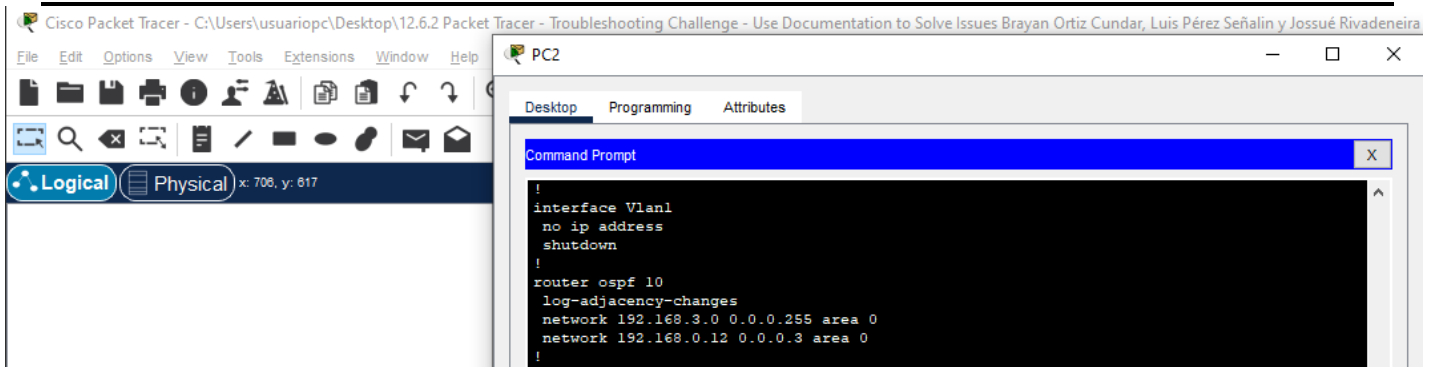 Cisco Packet Tracer - C:\Users\usuariopc\Desktop\12.6.2 Packet Tracer - Troubleshooting Challenge - Use Documentation to Solve Issues Brayan Ortiz Cundar, Luis Pérez Señalin y Jossué Rivadeneira
File Edit Options View Tools Extensions Window Help
PC2
Desktop Programming Attributes
Command Prompt
X
Logical Physical x: 706, y: 617
!
interface Vlan1
no ip address
shutdown
!
router ospf 10
log-adjacency-changes
network 192.168.3.0 0.0.0.255 area 0
network 192.168.0.12 0.0.0.3 area 0
!